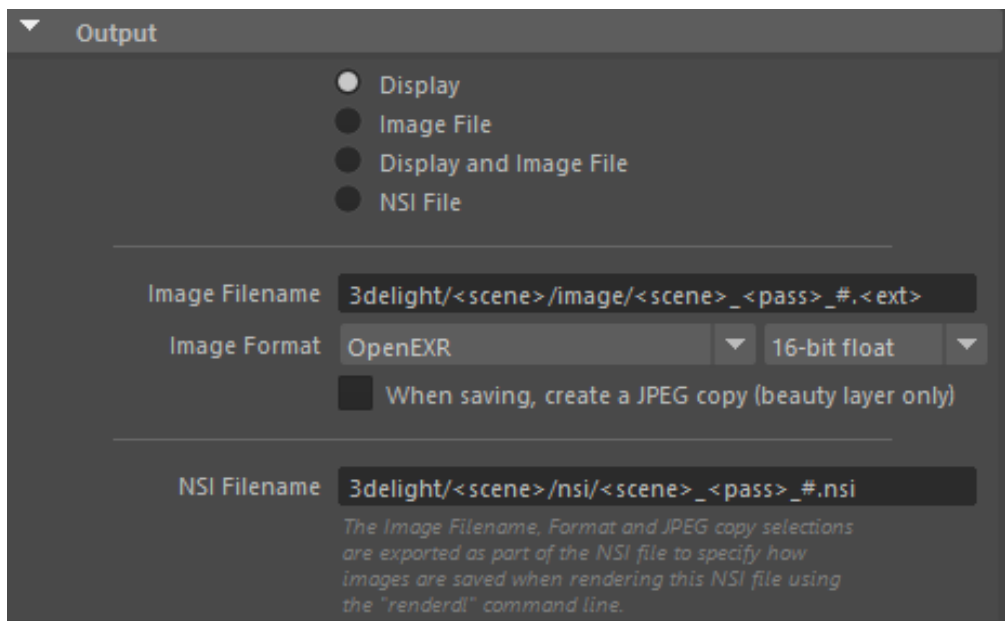 Output
Display
Image File
Display and Image File
NSI File
Image Filename 3delight/<scene>/image/<scene>_<pass>_#.<ext>
Image Format OpenEXR 16-bit float
When saving, create a JPEG copy (beauty layer only)
NSI Filename 3delight/<scene>/nsi/<scene>_<pass>_#.nsi
The Image Filename, Format and JPEG copy selections
are exported as part of the NSI file to specify how
images are saved when rendering this NSI file using
the "renderdl" command line.